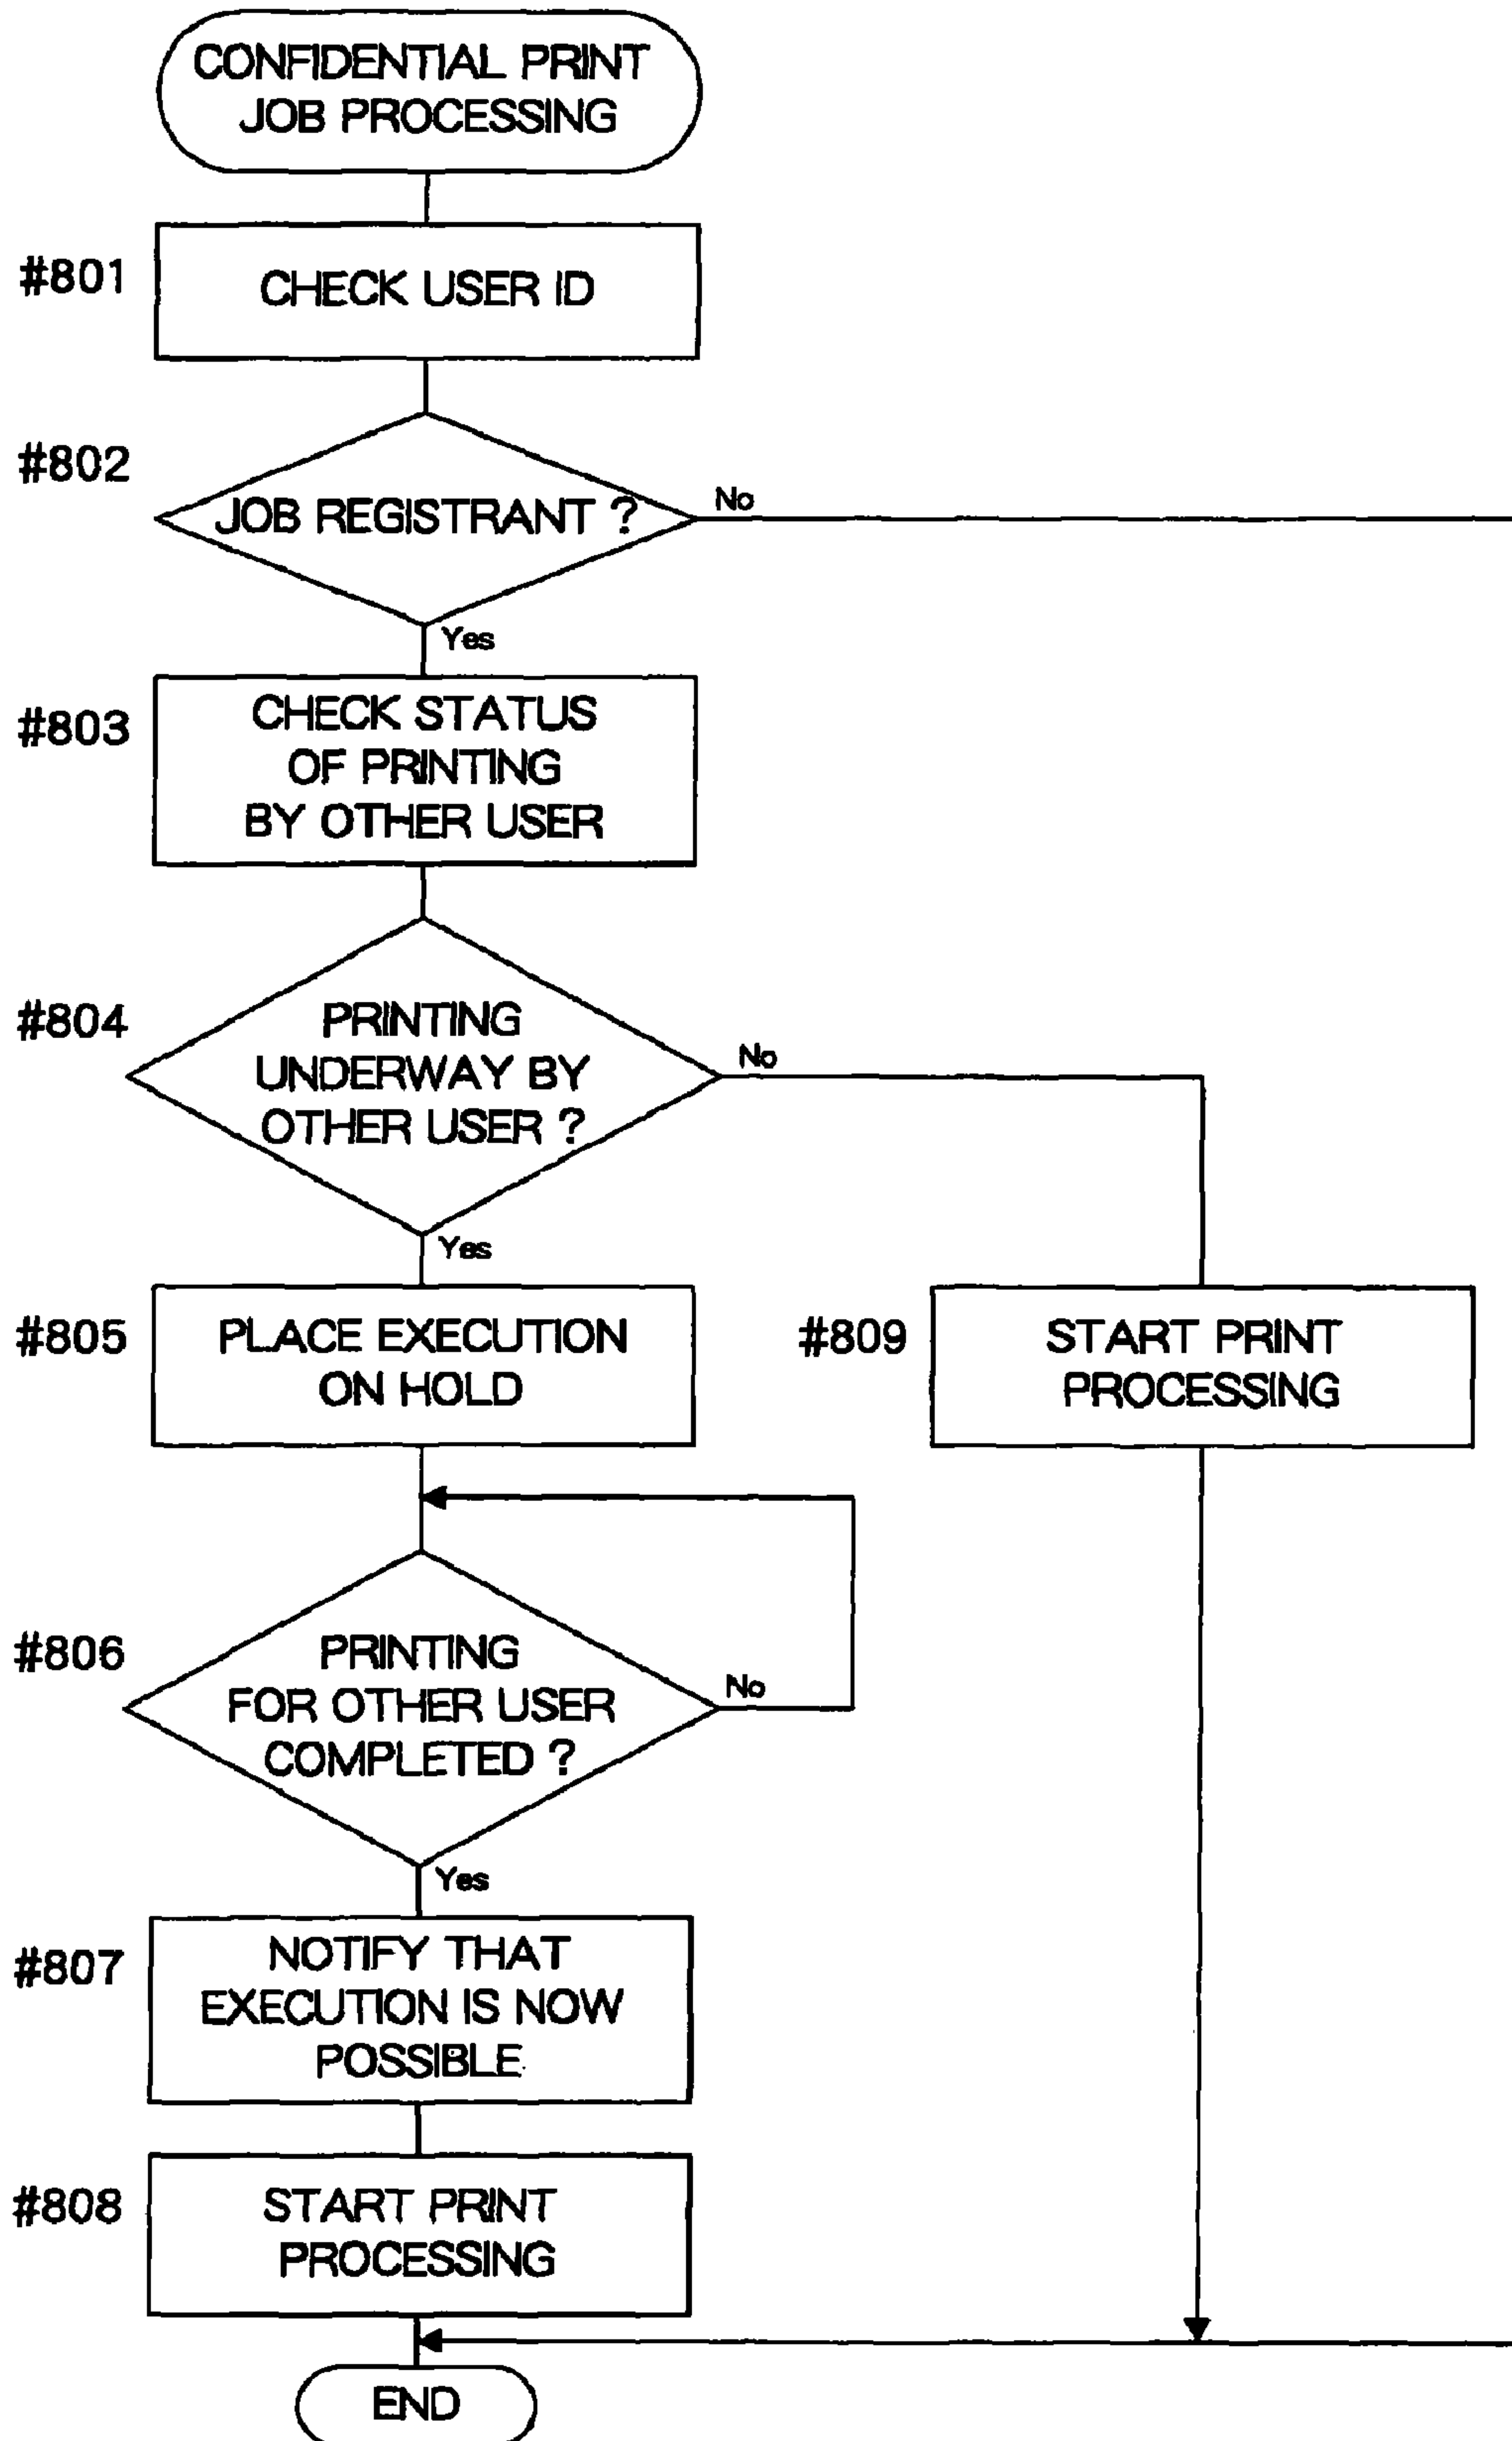 CONFIDENTIAL PRINT
JOB PROCESSING
#801
CHECK USER ID
#802
JOB REGISTRANT ?
No
Yes
#803
CHECK STATUS
OF PRINTING
BY OTHER USER
#804
PRINTING
UNDERWAY BY
OTHER USER ?
No
Yes
#805
PLACE EXECUTION
ON HOLD
#809
START PRINT
PROCESSING
#806
PRINTING
FOR OTHER USER
COMPLETED ?
No
Yes
#807
NOTIFY THAT
EXECUTION IS NOW
POSSIBLE
#808
START PRINT
PROCESSING
END